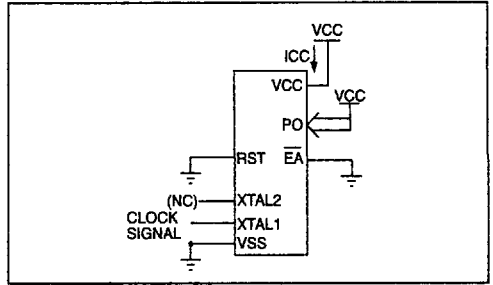 VCC
ICC
VCC
VCC
PO
RST
EA
(NC)
XTAL2
CLOCK
SIGNAL
XTAL1
VSS